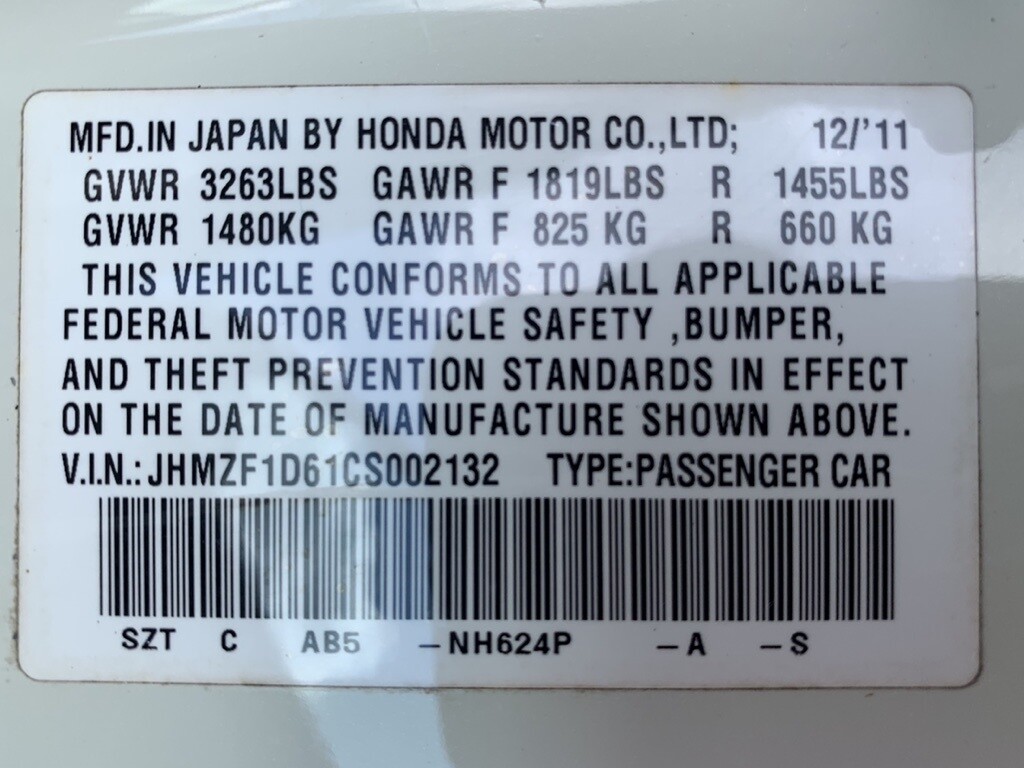 MFD.IN JAPAN BY HONDA MOTOR CO.,LTD; 12/'11
GVWR 3263LBS GAWR F 1819LBS R 1455LBS
GVWR 1480KG GAWR F 825 KG R 660 KG
THIS VEHICLE CONFORMS TO ALL APPLICABLE
FEDERAL MOTOR VEHICLE SAFETY ,BUMPER,
AND THEFT PREVENTION STANDARDS IN EFFECT
ON THE DATE OF MANUFACTURE SHOWN ABOVE.
V.I.N.:JHMZF1D61CS002132 TYPE:PASSENGER CAR
SZT C AB5 –NH624P –A –S